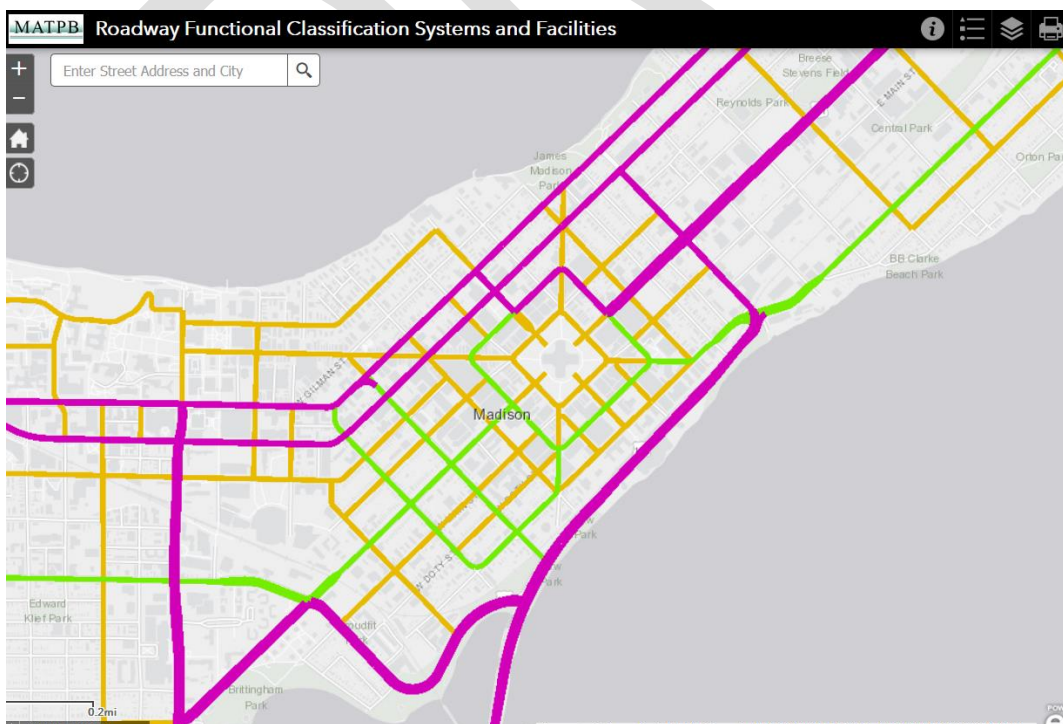 MATPB Roadway Functional Classification Systems and Facilities
+
Enter Street Address and City
−
Breese
Stevens Field
E MAIN ST
Reynolds Park
Central Park
James
Madison
Park
Orton Par
BB Clarke
Beach Park
N GILMAN ST
Madison
Park
N DOTY ST
Park
Edward
Klief Park
Brittingham
Park
0.2mi